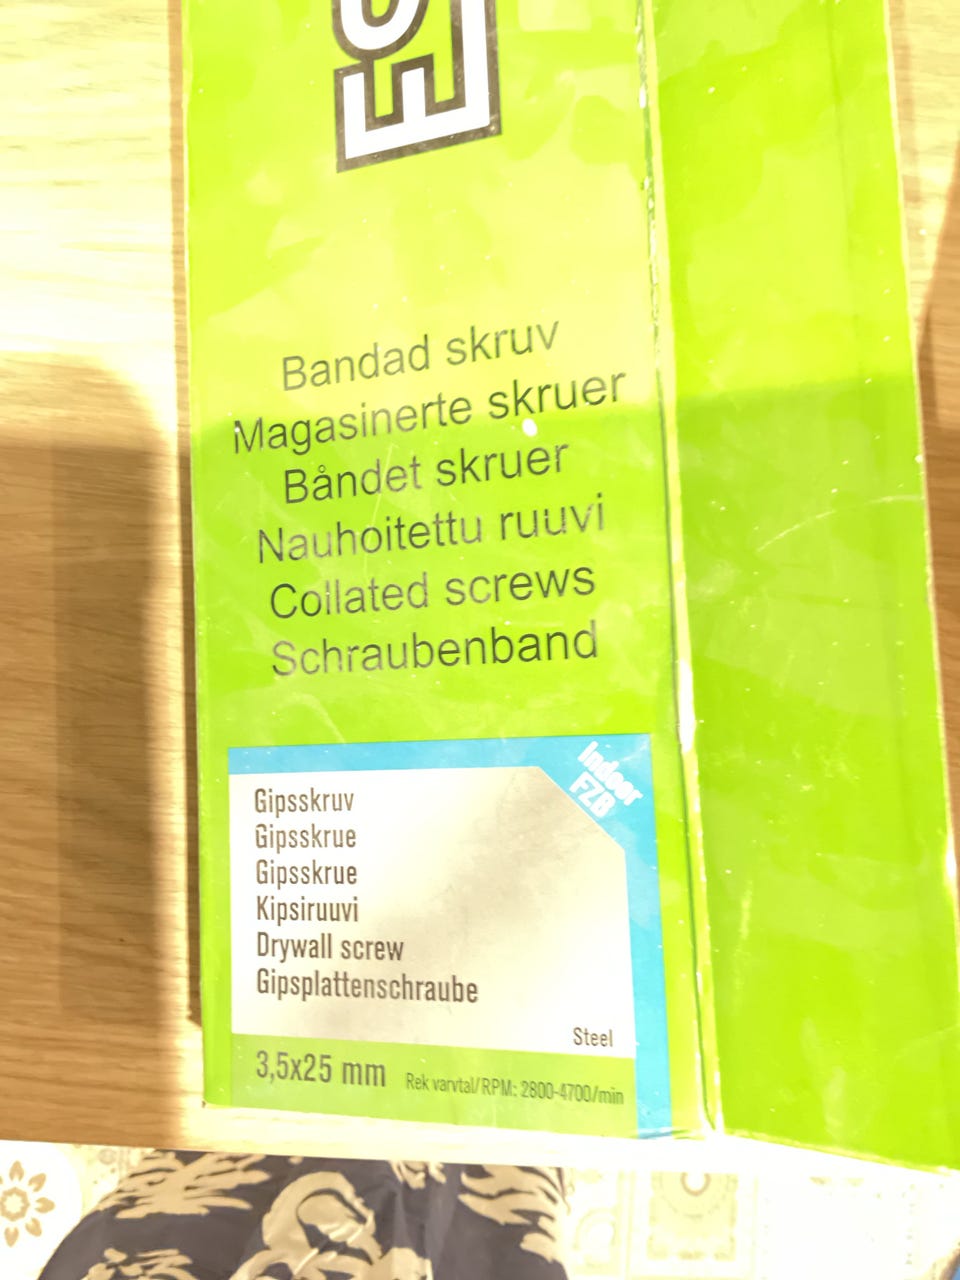 Bandad skruv
Magasinerte skruer
Båndet skruer
Nauhoitettu ruuvi
Collated screws
Schraubenband
Indoor
FZB
Gipsskruv
Gipsskrue
Gipsskrue
Kipsiruuvi
Drywall screw
Gipsplattenschraube
Steel
3,5x25 mm
Rek varvtal/RPM: 2800-4700/min